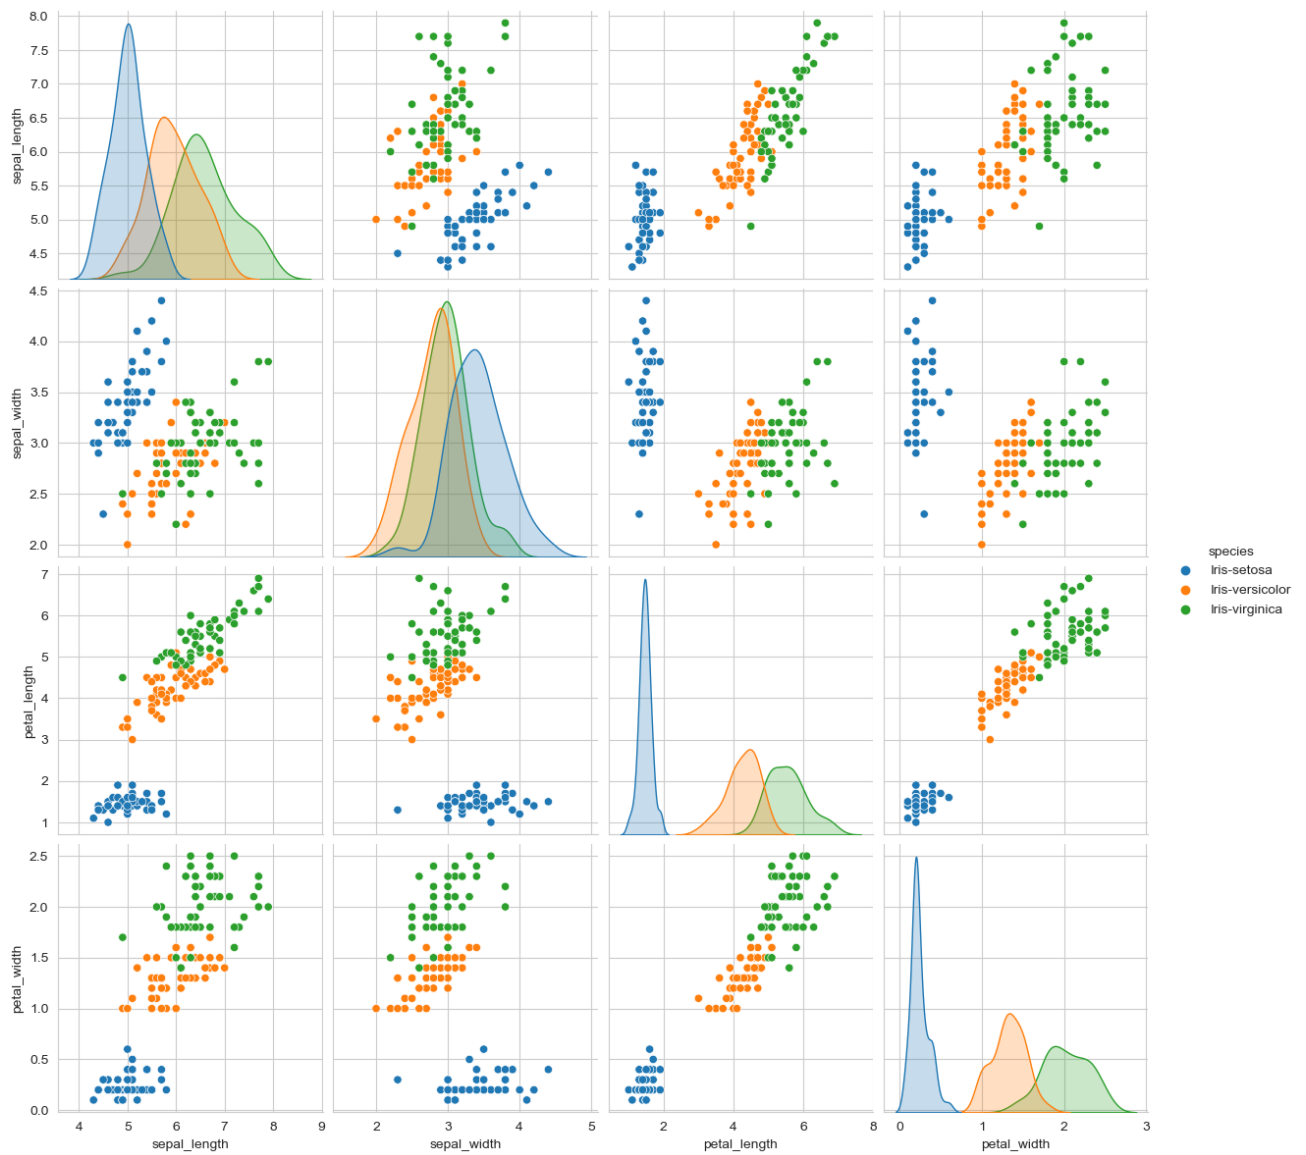 8.0
7.5
7.0
6.5
6.0
5.5
5.0
4.5
sepal_length
4.5
4.0
3.5
3.0
2.5
2.0
sepal_width
species
Iris-setosa
Iris-versicolor
Iris-virginica
7
6
5
4
3
2
1
petal_length
2.5
2.0
1.5
1.0
0.5
0.0
petal_width
4 5 6 7 8 9
sepal_length
2 3 4 5
sepal_width
2 4 6 8
petal_length
0 1 2 3
petal_width